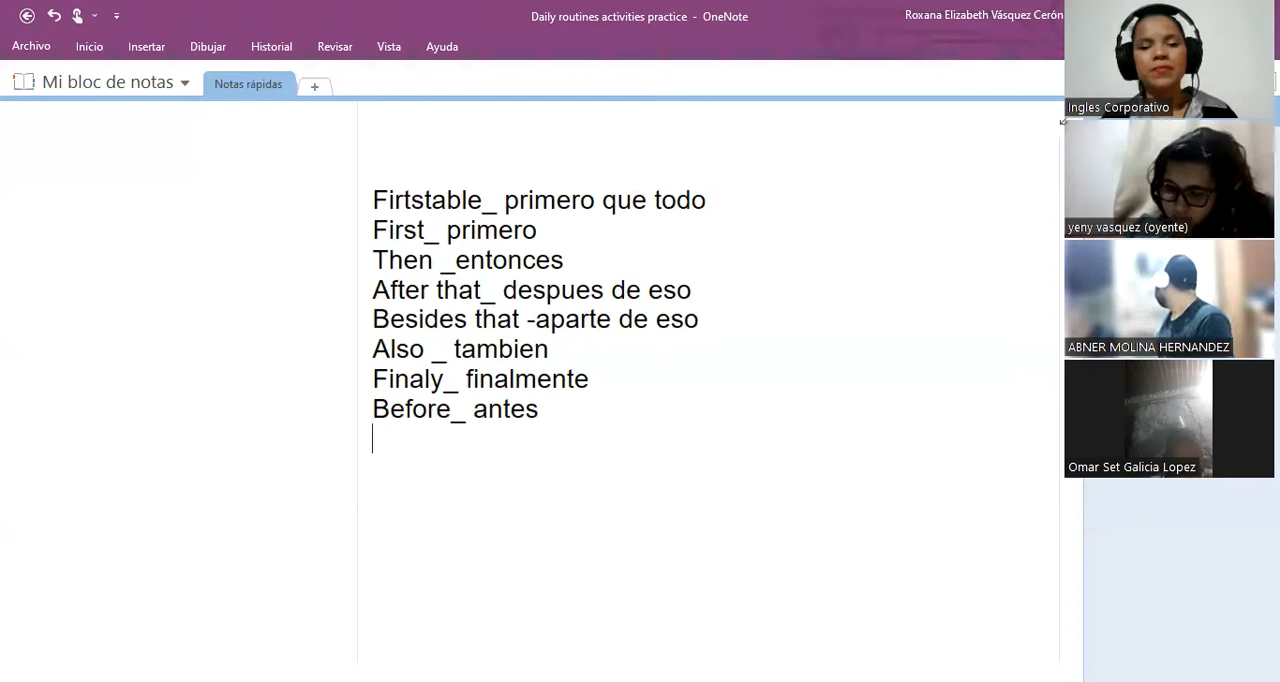 Daily routines activities practice - OneNote
Roxana Elizabeth Vásquez Cerón
Archivo Inicio Insertar Dibujar Historial Revisar Vista Ayuda
Mi bloc de notas Notas rápidas +
Firtstable_ primero que todo
First_ primero
Then _entonces
After that_ despues de eso
Besides that -aparte de eso
Also _ tambien
Finaly_ finalmente
Before_ antes
Ingles Corporativo
yeny vasquez (oyente)
ABNER MOLINA HERNANDEZ
Omar Set Galicia Lopez